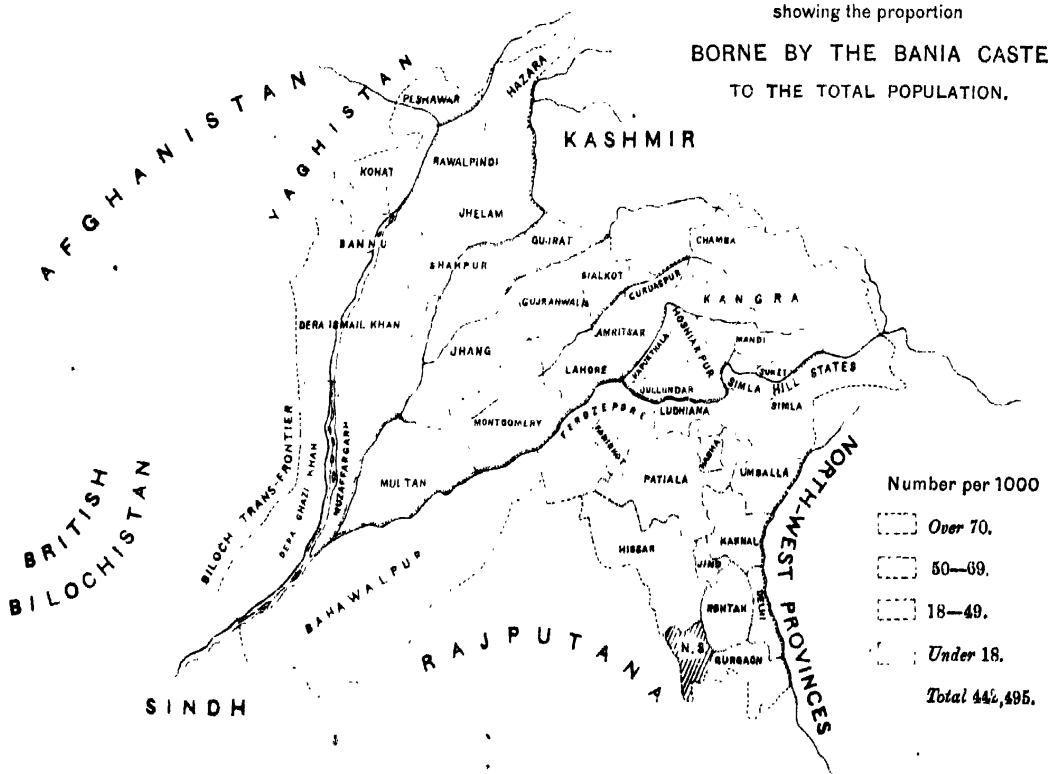 showing the proportion
BORNE BY THE BANIA CASTE
TO THE TOTAL POPULATION.
AFGHANISTAN
YAGHISTAN
PLSHAWAR
HAZARA
KASHMIR
KOHAT
RAWALPINDI
JHELAM
BANNU
SHAHPUR
GUJRAT
CHAMBA
SIALKOT
GURDASPUR
GUJRANWALA
KANGRA
DERA ISMAIL KHAN
AMRITSAR
HOSHIARPUR
MANDI
JHANG
KAPURTHALA
LAHORE
SUKET
SIMLA HILL STATES
JULLUNDAR
SIMLA
LUDHIANA
MONTGOMERY
FEROZEPORE
FARIDKOT
NABHA
UMBALLA
PATIALA
MULTAN
MUZAFFARGARH
DERA GHAZI KHAN
BILOCH TRANS-FRONTIER
BRITISH
BILOCHISTAN
NORTH-WEST PROVINCES
Number per 1000
Over 70.
50—69.
18—49.
Under 18.
Total 442,495.
HISSAR
KARNAL
JIND
ROHTAK
DELHI
N.S
GURGAON
BAHAWALPUR
RAJPUTANA
SINDH